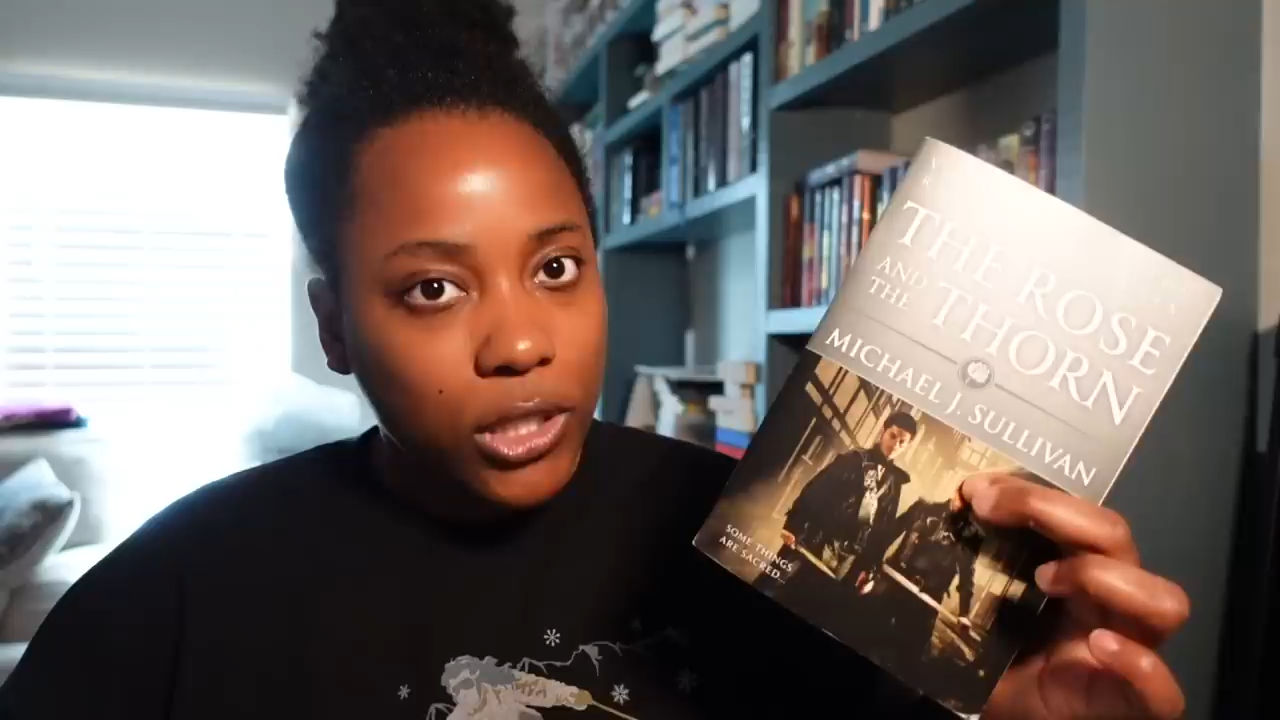 THE ROSE
AND THE THORN
MICHAEL J. SULLIVAN
SOME THINGS
ARE SACRED...